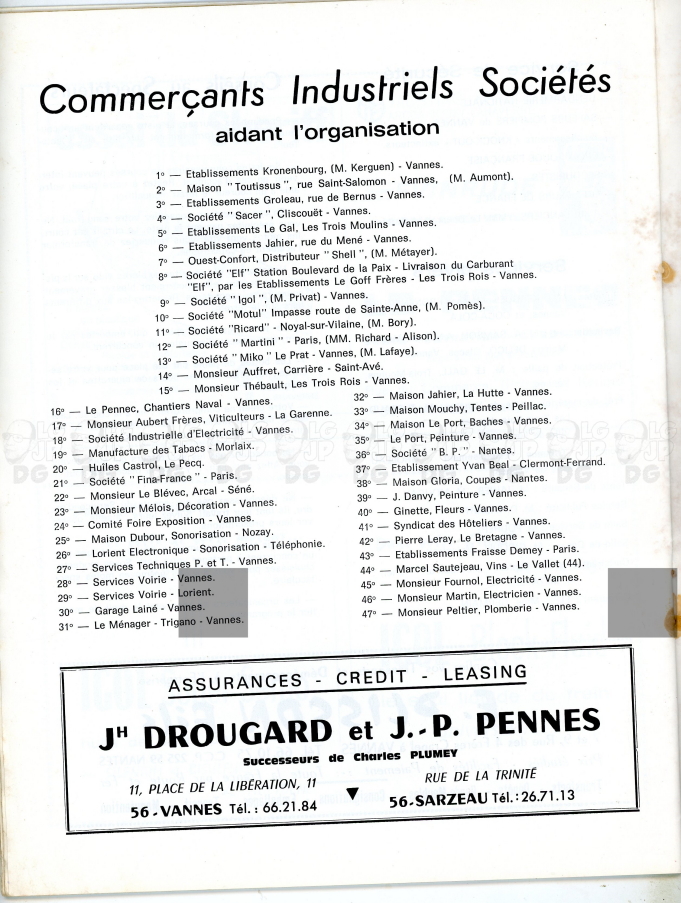 Commerçants Industriels Sociétés
aidant l'organisation
1° — Etablissements Kronenbourg, (M. Kerguen) - Vannes.
2° — Maison "Toutissus", rue Saint-Salomon - Vannes, (M. Aumont).
3° — Etablissements Groleau, rue de Bernus - Vannes.
4° — Société "Sacer", Cliscouët - Vannes.
5° — Etablissements Le Gal, Les Trois Moulins - Vannes.
6° — Etablissements Jahier, rue du Mené - Vannes.
7° — Ouest-Confort, Distributeur "Shell", (M. Métayer).
8° — Société "Elf" Station Boulevard de la Paix - Livraison du Carburant
"Elf", par les Etablissements Le Goff Frères - Les Trois Rois - Vannes.
9° — Société "Igol", (M. Privat) - Vannes.
10° — Société "Motul" Impasse route de Sainte-Anne, (M. Pomès).
11° — Société "Ricard" - Noyal-sur-Vilaine, (M. Bory).
12° — Société "Martini" - Paris, (MM. Richard - Alison).
13° — Société "Miko" Le Prat - Vannes, (M. Lafaye).
14° — Monsieur Auffret, Carrière - Saint-Avé.
15° — Monsieur Thébault, Les Trois Rois - Vannes.
16° — Le Pennec, Chantiers Naval - Vannes.
17° — Monsieur Aubert Frères, Viticulteurs - La Garenne.
18° — Société Industrielle d'Electricité - Vannes.
19° — Manufacture des Tabacs - Morlaix.
20° — Huiles Castrol, Le Pecq.
21° — Société "Fina-France" - Paris.
22° — Monsieur Le Blévec, Arcal - Séné.
23° — Monsieur Mélois, Décoration - Vannes.
24° — Comité Foire Exposition - Vannes.
25° — Maison Dubour, Sonorisation - Nozay.
26° — Lorient Electronique - Sonorisation - Téléphonie.
27° — Services Techniques P. et T. - Vannes.
28° — Services Voirie - Vannes.
29° — Services Voirie - Lorient.
30° — Garage Lainé - Vannes.
31° — Le Ménager - Trigano - Vannes.
32° — Maison Jahier, La Hutte - Vannes.
33° — Maison Mouchy, Tentes - Peillac.
34° — Maison Le Port, Baches - Vannes.
35° — Le Port, Peinture - Vannes.
36° — Société "B. P." - Nantes.
37° — Etablissement Yvan Beal - Clermont-Ferrand.
38° — Maison Gloria, Coupes - Nantes.
39° — J. Danvy, Peinture - Vannes.
40° — Ginette, Fleurs - Vannes.
41° — Syndicat des Hôteliers - Vannes.
42° — Pierre Leray, Le Bretagne - Vannes.
43° — Etablissements Fraisse Demey - Paris.
44° — Marcel Sautejeau, Vins - Le Vallet (44).
45° — Monsieur Fournol, Electricité - Vannes.
46° — Monsieur Martin, Electricien - Vannes.
47° — Monsieur Peltier, Plomberie - Vannes.
ASSURANCES - CREDIT - LEASING
JH DROUGARD et J.-P. PENNES
Successeurs de Charles PLUMEY
11, PLACE DE LA LIBÉRATION, 11
56-VANNES Tél. : 66.21.84
RUE DE LA TRINITÉ
56-SARZEAU Tél. : 26.71.13